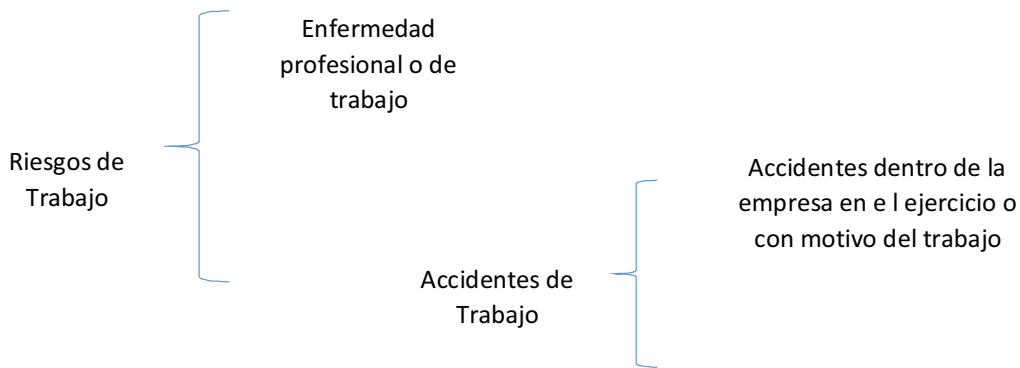 Enfermedad
profesional o de
trabajo
Riesgos de
Trabajo
Accidentes dentro de la
empresa en e l ejercicio o
con motivo del trabajo
Accidentes de
Trabajo